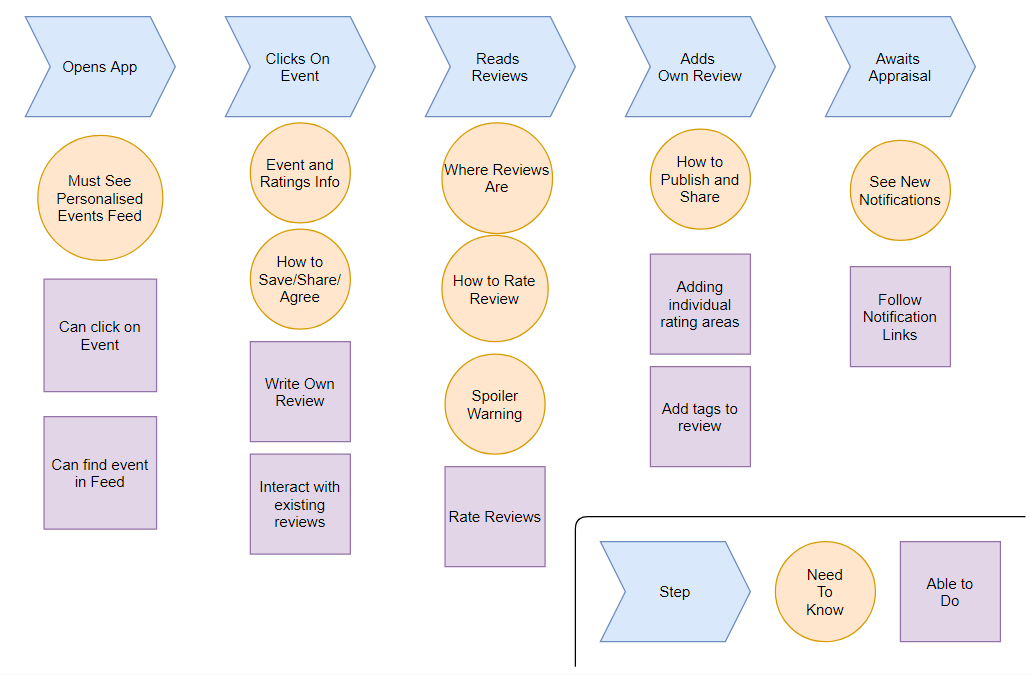 Opens App
Clicks On
Event
Reads
Reviews
Adds
Own Review
Awaits
Appraisal
Must See
Personalised
Events Feed
Can click on
Event
Can find event
in Feed
Event and
Ratings Info
How to
Save/Share/
Agree
Write Own
Review
Interact with
existing
reviews
Where Reviews
Are
How to Rate
Review
Spoiler
Warning
Rate Reviews
How to
Publish and
Share
Adding
individual
rating areas
Add tags to
review
See New
Notifications
Follow
Notification
Links
Step
Need
To
Know
Able to
Do